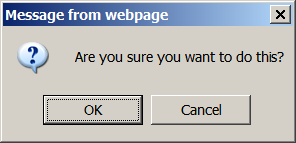 Message from webpage
Are you sure you want to do this?
OK
Cancel